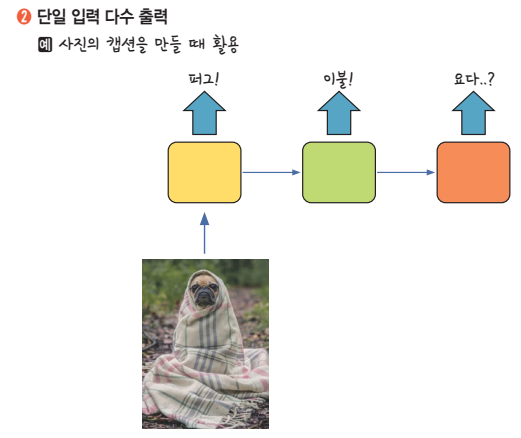 ❷ 단일 입력 다수 출력
예 사진의 캡션을 만들 때 활용
퍼그! 이불! 요다..?